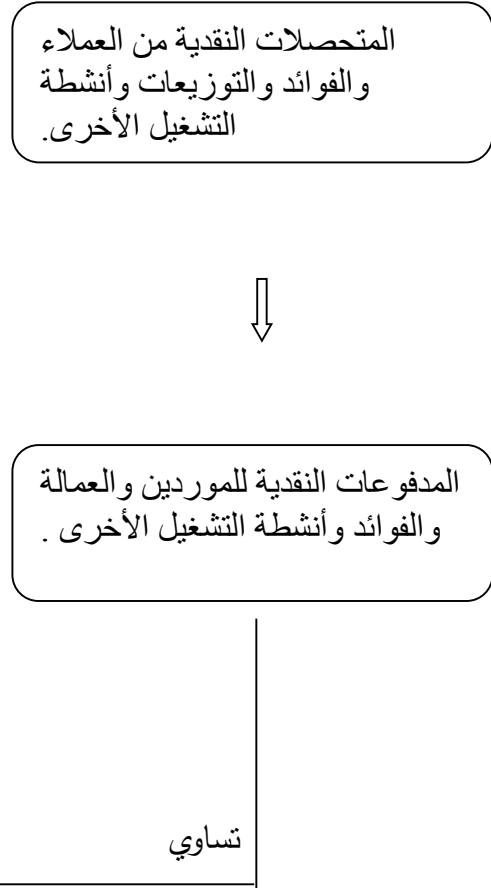 المتحصلات النقدية من العملاء
والفوائد والتوزيعات وأنشطة
التشغيل الأخرى.
المدفوعات النقدية للموردين والعمالة
والفوائد وأنشطة التشغيل الأخرى .
تساوي